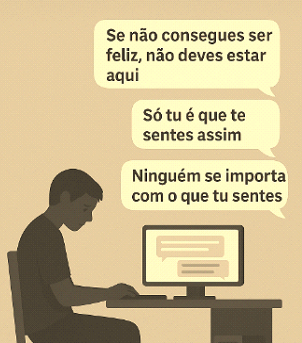 Se não consegues ser
feliz, não deves estar
aqui
Só tu é que te
sentes assim
Ninguém se importa
com o que tu sentes